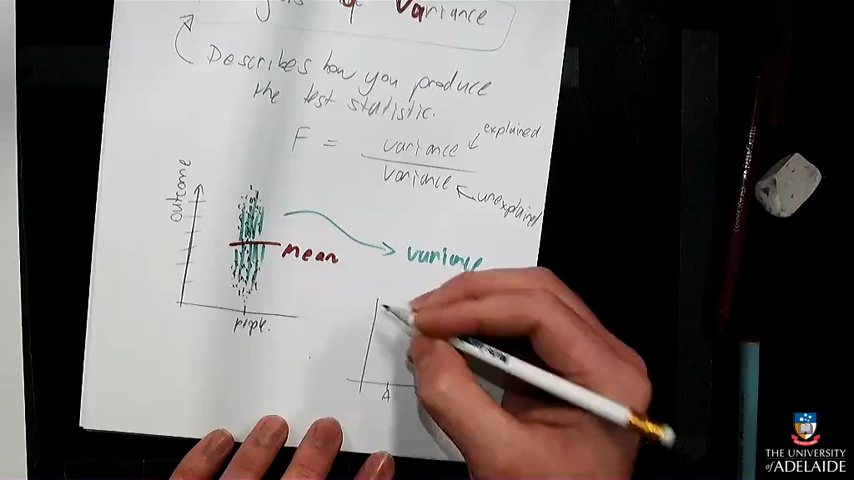 Variance
Describes how you produce
the test statistic.
F = variance explained
variance unexplained
outcome
mean
variance
peopl.
A
THE UNIVERSITY
of ADELAIDE